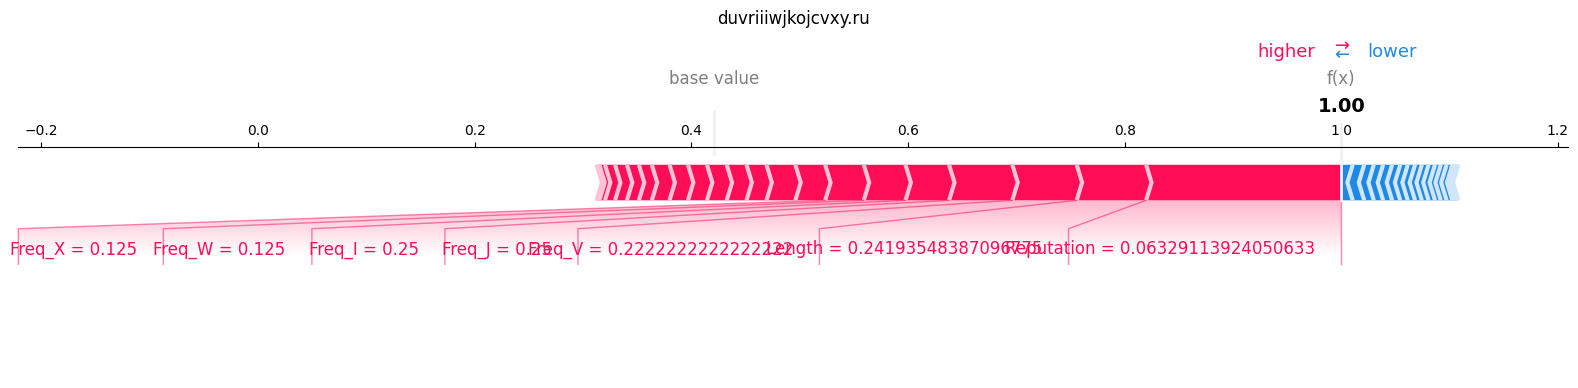 duvriiiwjkojcvxy.ru
higher ⇄ lower
base value
f(x)
1.00
−0.2 0.0 0.2 0.4 0.6 0.8 1.0 1.2
Freq_X = 0.125 Freq_W = 0.125 Freq_I = 0.25 Freq_J = 0.25 Freq_V = 0.2222222222222222 Length = 0.24193548387096775 Reputation = 0.06329113924050633